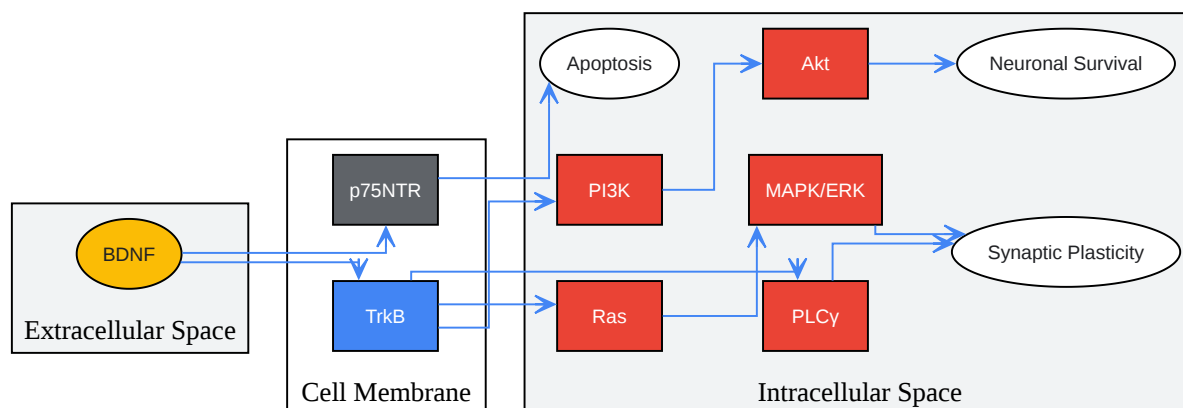 Apoptosis
Akt
Neuronal Survival
p75NTR
PI3K
MAPK/ERK
BDNF
Synaptic Plasticity
TrkB
Ras
PLCγ
Extracellular Space
Cell Membrane
Intracellular Space